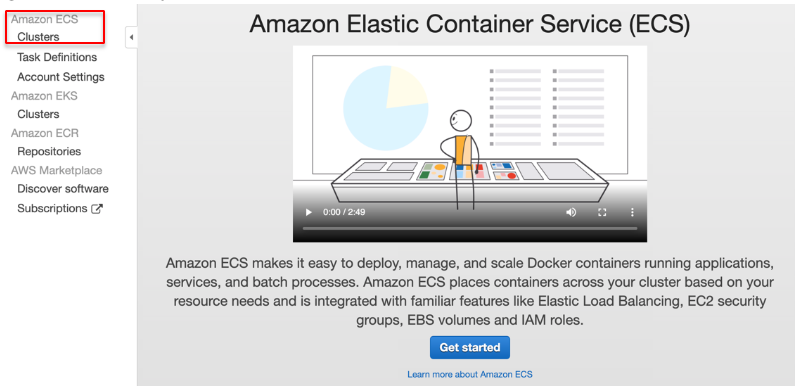 Amazon ECS
Clusters
Task Definitions
Account Settings
Amazon EKS
Clusters
Amazon ECR
Repositories
AWS Marketplace
Discover software
Subscriptions
Amazon Elastic Container Service (ECS)
0:00 / 2:49
Amazon ECS makes it easy to deploy, manage, and scale Docker containers running applications,
services, and batch processes. Amazon ECS places containers across your cluster based on your
resource needs and is integrated with familiar features like Elastic Load Balancing, EC2 security
groups, EBS volumes and IAM roles.
Get started
Learn more about Amazon ECS